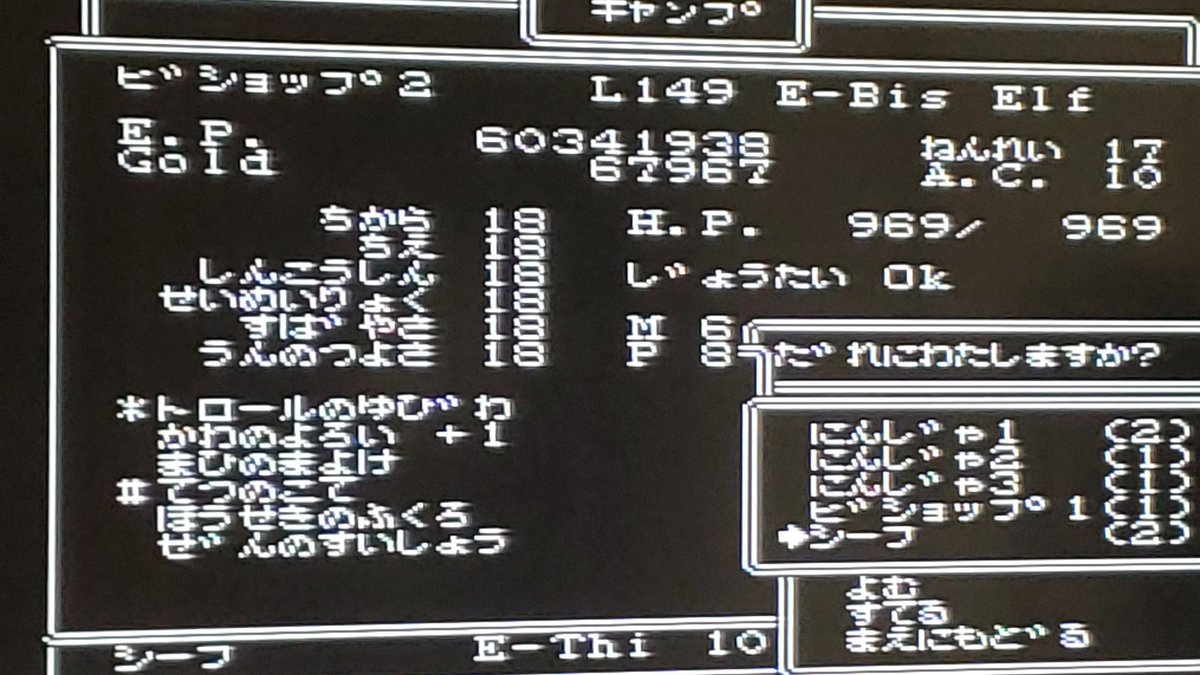 キャンプ
ビショップ2 L149 E-Bis Elf
E.P. 60341938 ねんれい 17
Gold 67967 A.C. 10
ちから 18 H.P. 969/ 969
ちえ 18
しんこうしん 18 じょうたい Ok
せいめいりょく 18
すばやさ 18 M 6
うんのつよさ 18 P 8
だれにわたしますか?
*トロールのゆびわ
かわのよろい +1
まひのまよけ
#てつのこて
ほうせきのふくろ
ぜんのすいしょう
にんじゃ1 (2)
にんじゃ2 (1)
にんじゃ3 (1)
ビショップ1 (1)
シーフ (2)
よむ
すてる
まえにもどる
シーフ E-Thi 10